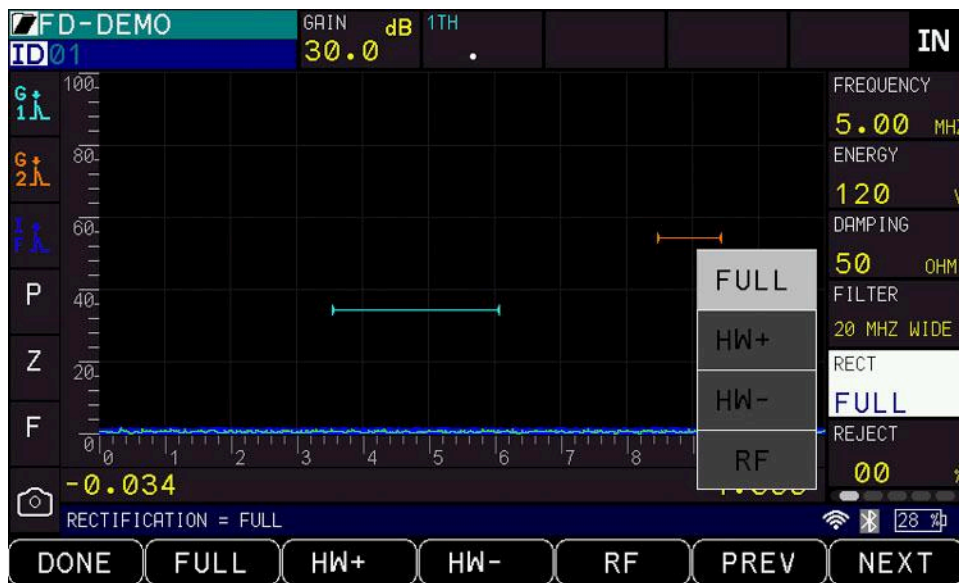 FD-DEMO
ID01
GAIN dB
30.0
1TH
.
IN
G
1
G
2
I
F
P
Z
F
100
80
60
40
20
0
0 1 2 3 4 5 6 7 8
FULL
HW+
HW-
RF
FREQUENCY
5.00 MHZ
ENERGY
120 V
DAMPING
50 OHM
FILTER
20 MHZ WIDE
RECT
FULL
REJECT
00 %
-0.034
RECTIFICATION = FULL
28 %
DONE FULL HW+ HW- RF PREV NEXT